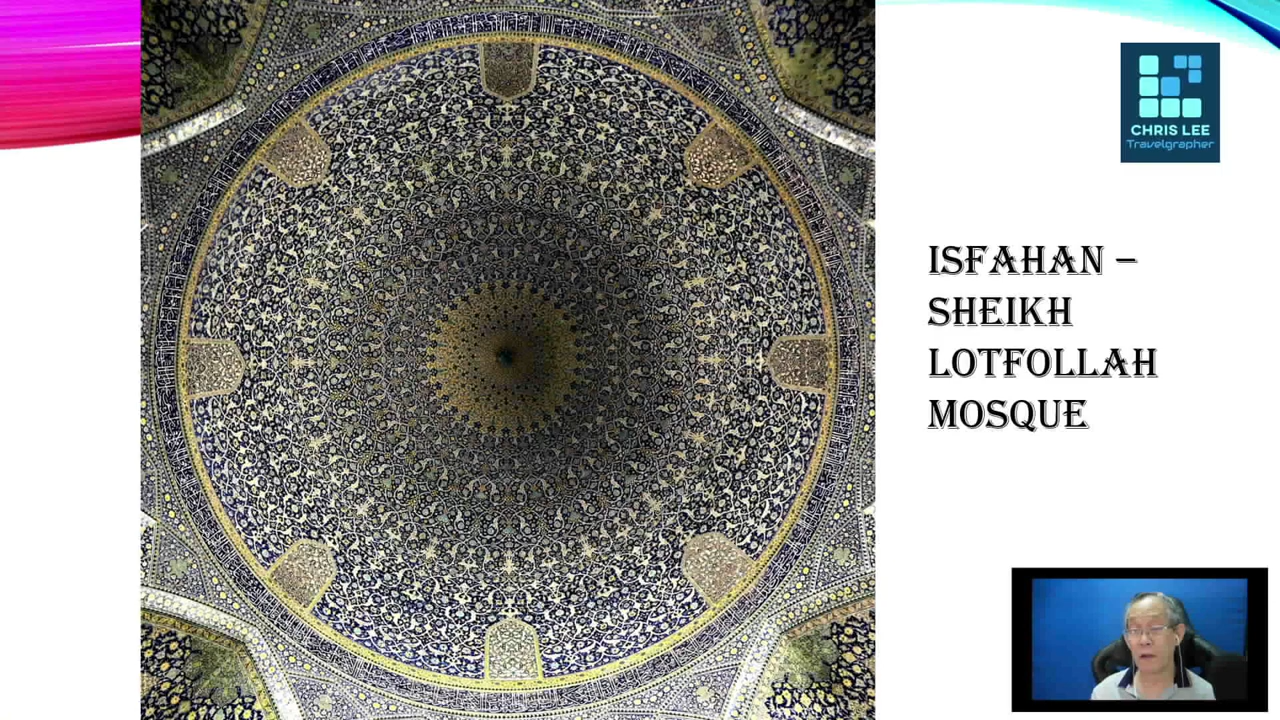 CHRIS LEE
Travelgrapher
ISFAHAN –
SHEIKH
LOTFOLLAH
MOSQUE